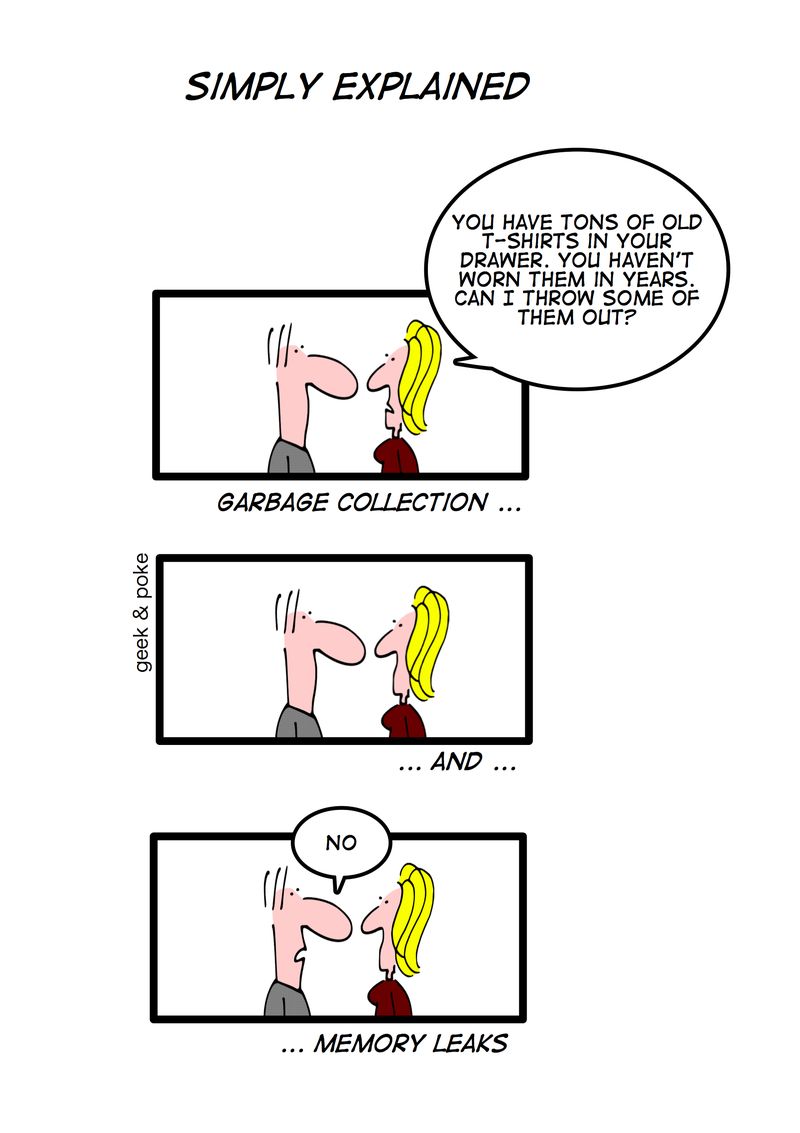 SIMPLY EXPLAINED
YOU HAVE TONS OF OLD
T-SHIRTS IN YOUR
DRAWER. YOU HAVEN'T
WORN THEM IN YEARS.
CAN I THROW SOME OF
THEM OUT?
GARBAGE COLLECTION ...
geek & poke
... AND ...
NO
... MEMORY LEAKS